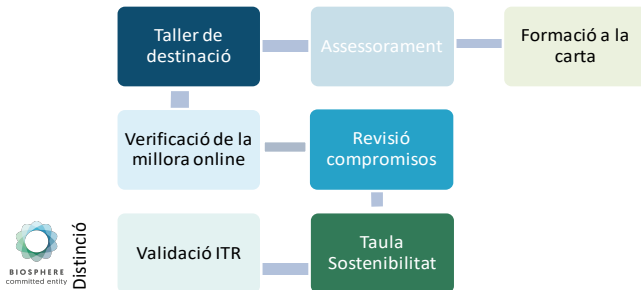 Taller de
destinació
Assessorament
Formació a la
carta
Verificació de la
millora online
Revisió
compromisos
BIOSPHERE
committed entity
Distinció
Validació ITR
Taula
Sostenibilitat